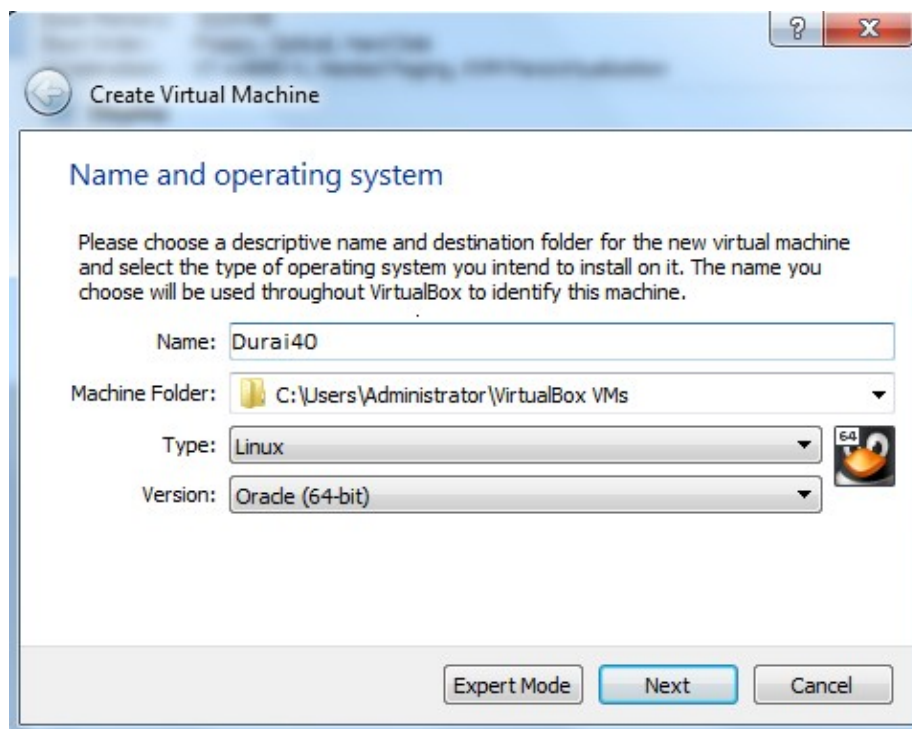 ?
x
Create Virtual Machine
Name and operating system
Please choose a descriptive name and destination folder for the new virtual machine
and select the type of operating system you intend to install on it. The name you
choose will be used throughout VirtualBox to identify this machine.
Name: Durai40
Machine Folder: C:\Users\Administrator\VirtualBox VMs
Type: Linux
64
Version: Oracle (64-bit)
Expert Mode Next Cancel